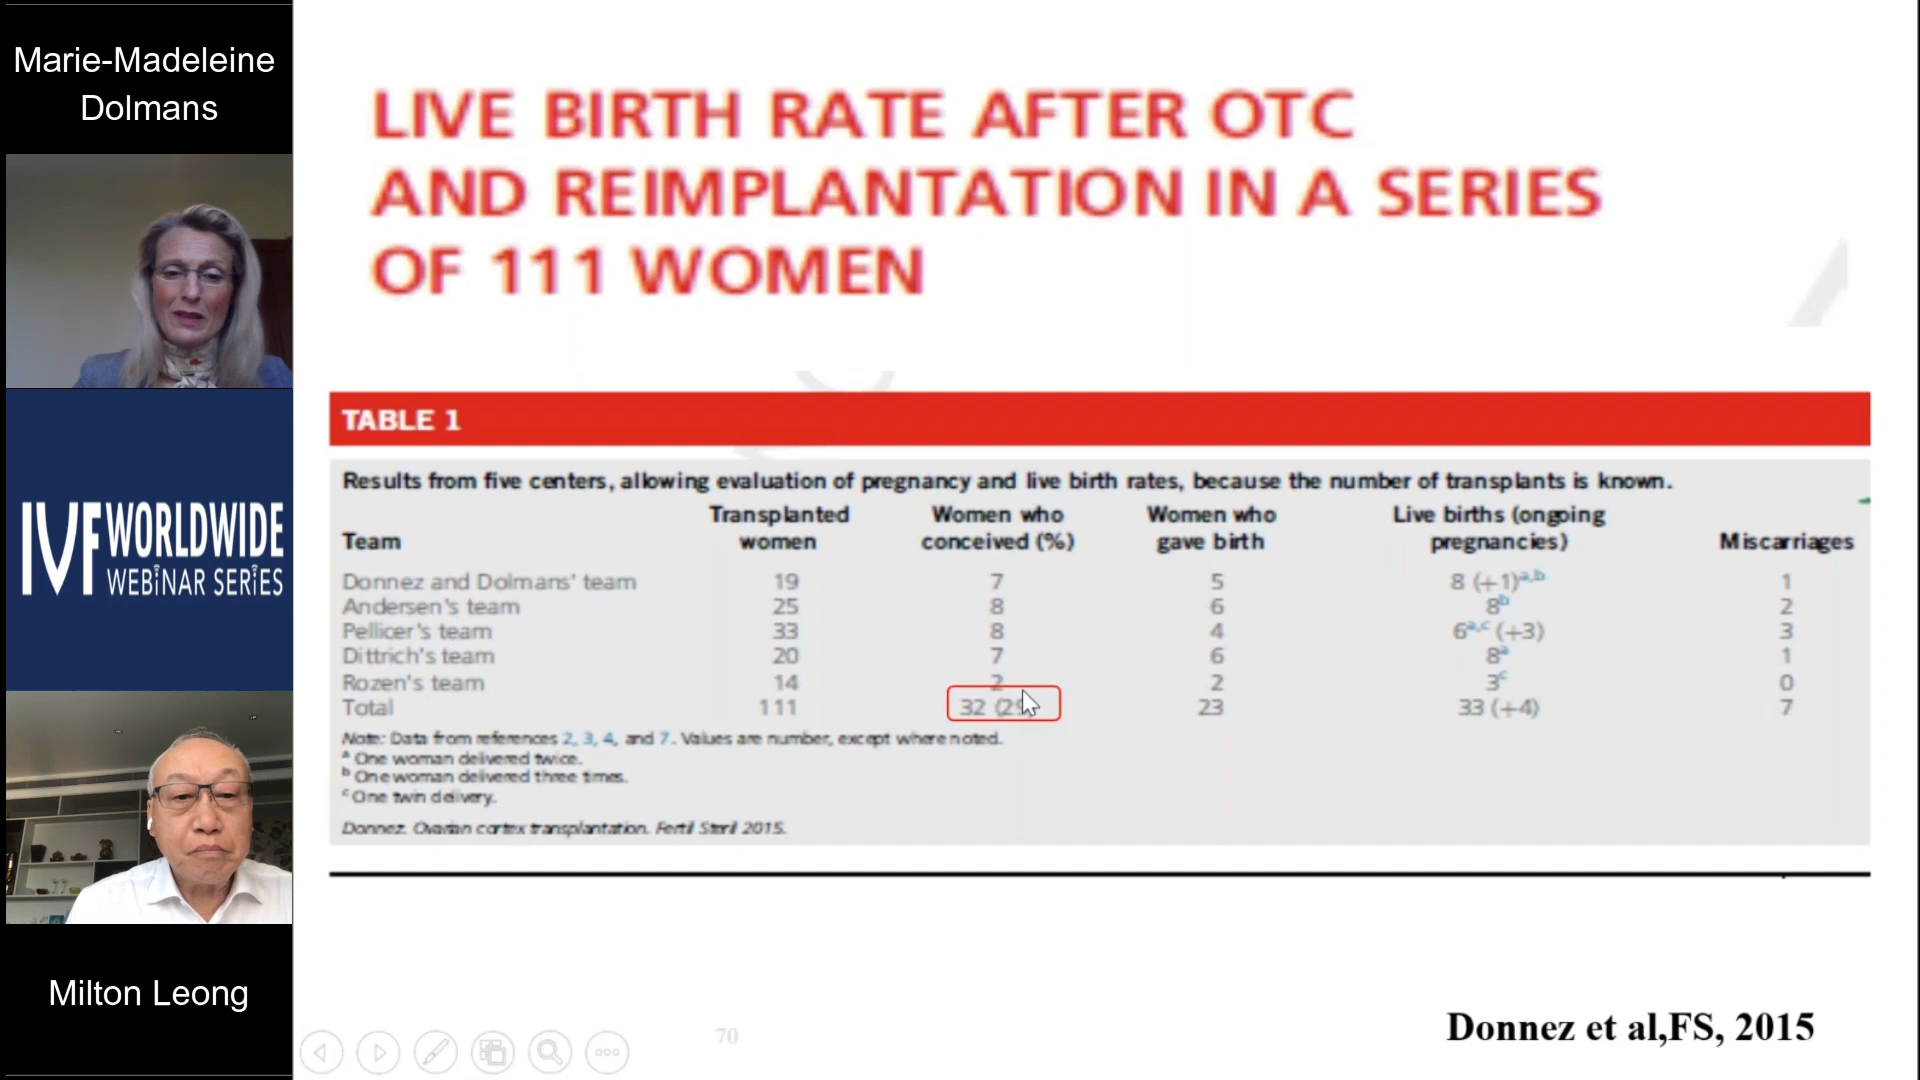 Marie-Madeleine
Dolmans
IVF WORLDWIDE
WEBINAR SERIES
Milton Leong
LIVE BIRTH RATE AFTER OTC
AND REIMPLANTATION IN A SERIES
OF 111 WOMEN
TABLE 1
Results from five centers, allowing evaluation of pregnancy and live birth rates, because the number of transplants is known.
Team Transplanted women Women who conceived (%) Women who gave birth Live births (ongoing pregnancies) Miscarriages
Donnez and Dolmans' team 19 7 5 8 (+1)a,b 1
Andersen's team 25 8 6 8b 2
Pellicer's team 33 8 4 6a,c (+3) 3
Dittrich's team 20 7 6 8a 1
Rozen's team 14 2 2 3c 0
Total 111 32 23 33 (+4) 7
Note: Data from references 2, 3, 4, and 7. Values are number, except where noted.
a One woman delivered twice.
b One woman delivered three times.
c One twin delivery.
Donnez. Ovarian cortex transplantation. Fertil Steril 2015.
Donnez et al,FS, 2015
70